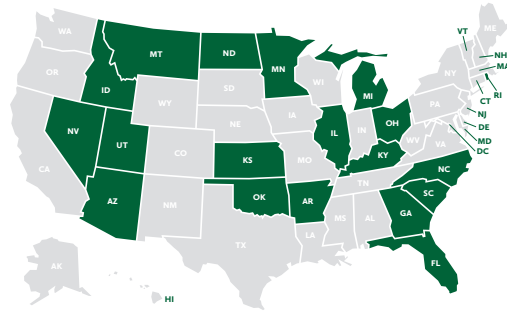 WA
MT
ND
MN
VT
ME
OR
ID
SD
WI
NY
NH
MA
WY
MI
RI
CT
IA
PA
NJ
NV
NE
IL
IN
OH
DE
UT
CO
KS
MO
KY
WV
VA
MD
DC
CA
AZ
NM
OK
AR
TN
NC
SC
MS
AL
GA
TX
LA
FL
AK
HI